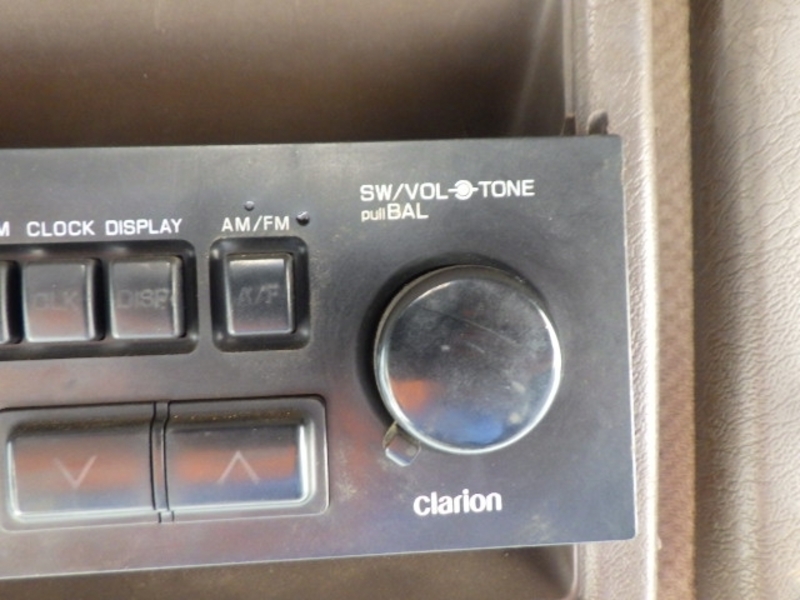 SW/VOL TONE
pull BAL
M CLOCK DISPLAY AM/FM
CLK DISP A/F
clarion